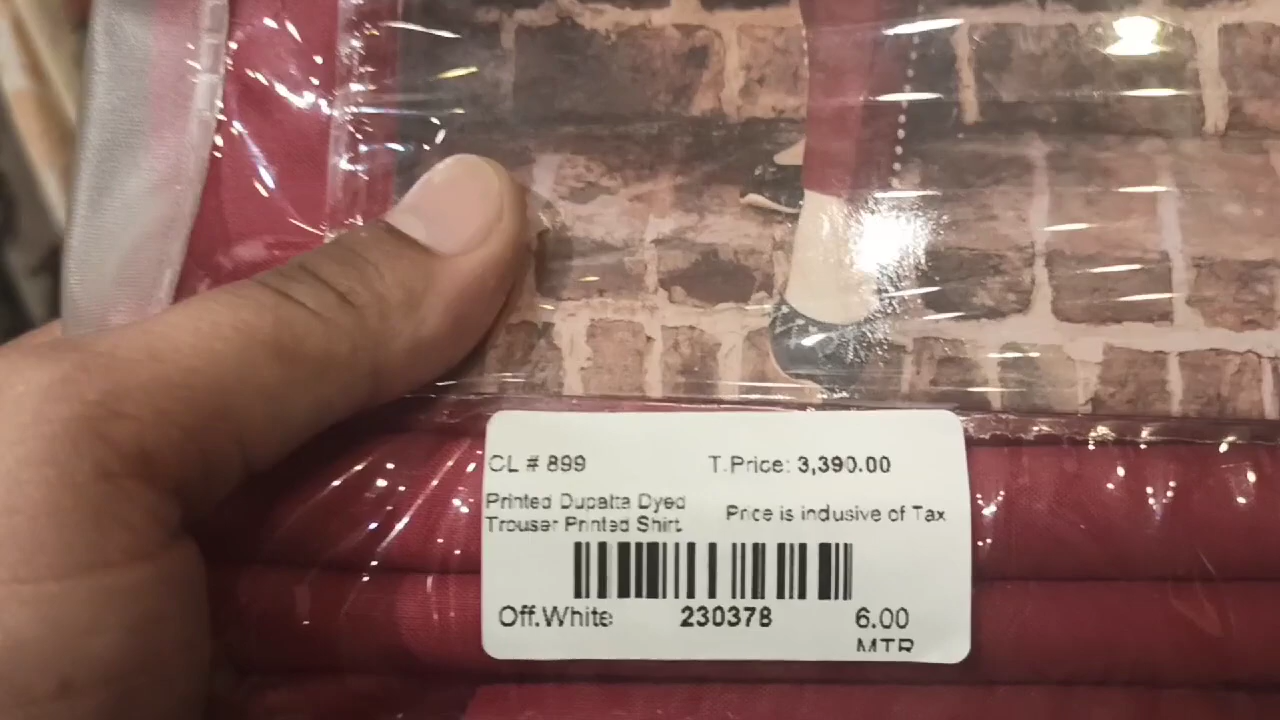 CL # 899 T.Price: 3,390.00
Printed Dupatta Dyed
Trouser Printed Shirt Price is inclusive of Tax
Off.White 230378 6.00
MTR